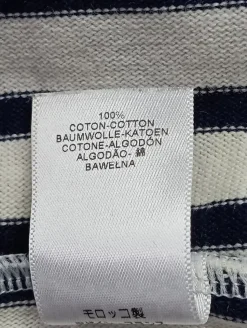 100%
COTON-COTTON
BAUMWOLLE-KATOEN
COTONE-ALGODÓN
ALGODÃO- 綿
BAWEŁNA
モロッコ製